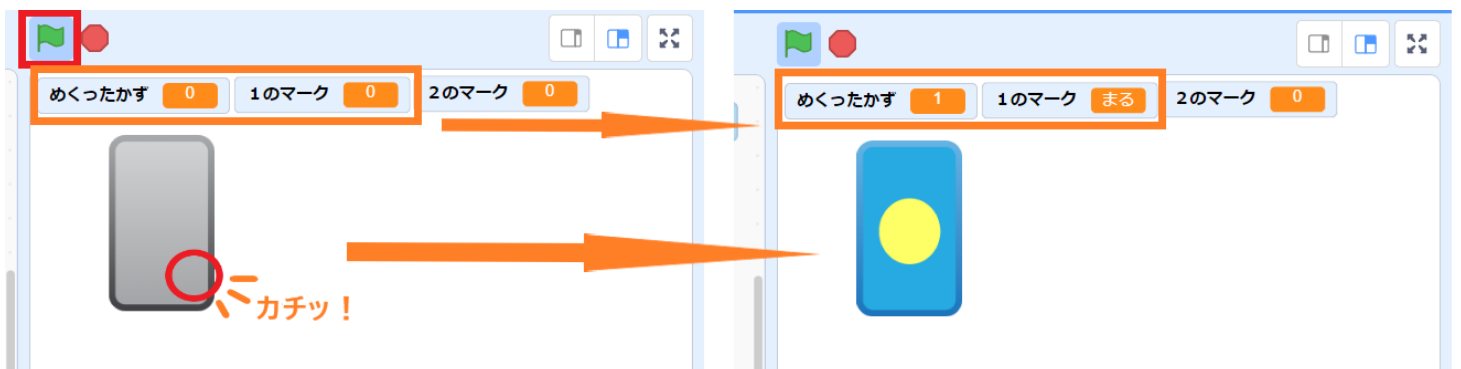 めくったかず 0 1のマーク 0 2のマーク 0
カチッ！
めくったかず 1 1のマーク まる 2のマーク 0